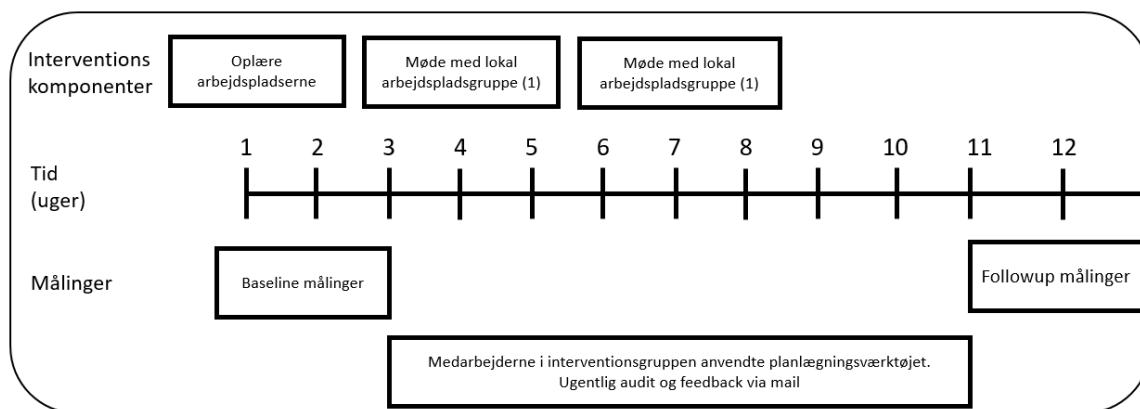 Interventions
komponenter
Oplære
arbejdspladserne
Møde med lokal
arbejdspladsgruppe (1)
Møde med lokal
arbejdspladsgruppe (1)
Tid
(uger)
1 2 3 4 5 6 7 8 9 10 11 12
Målinger
Baseline målinger
Followup målinger
Medarbejderne i interventionsgruppen anvendte planlægningsværktøjet.
Ugentlig audit og feedback via mail